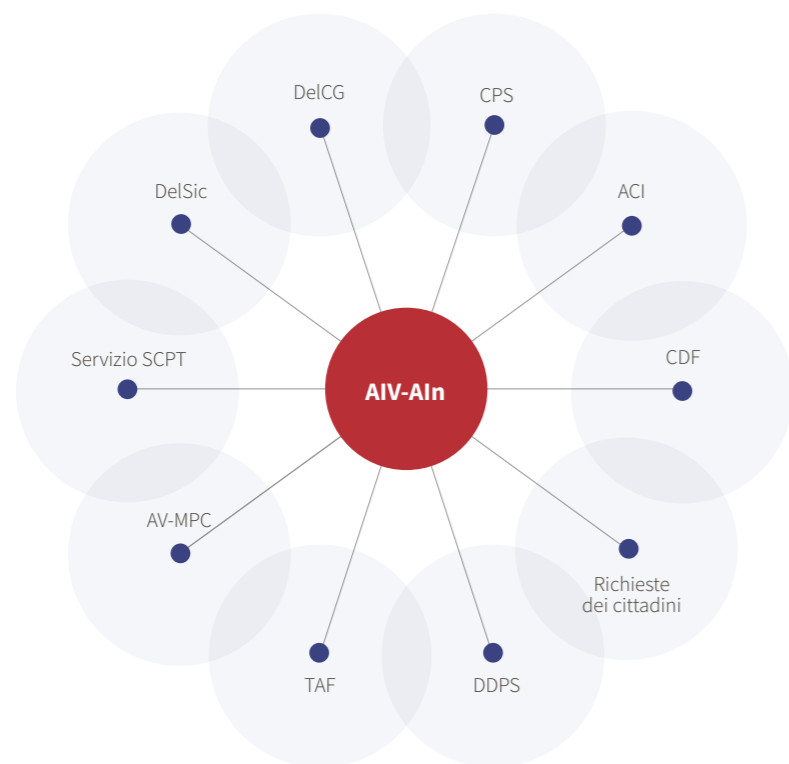 DelCG
CPS
DelSic
ACI
Servizio SCPT
CDF
AIV-AIn
AV-MPC
Richieste
dei cittadini
TAF
DDPS